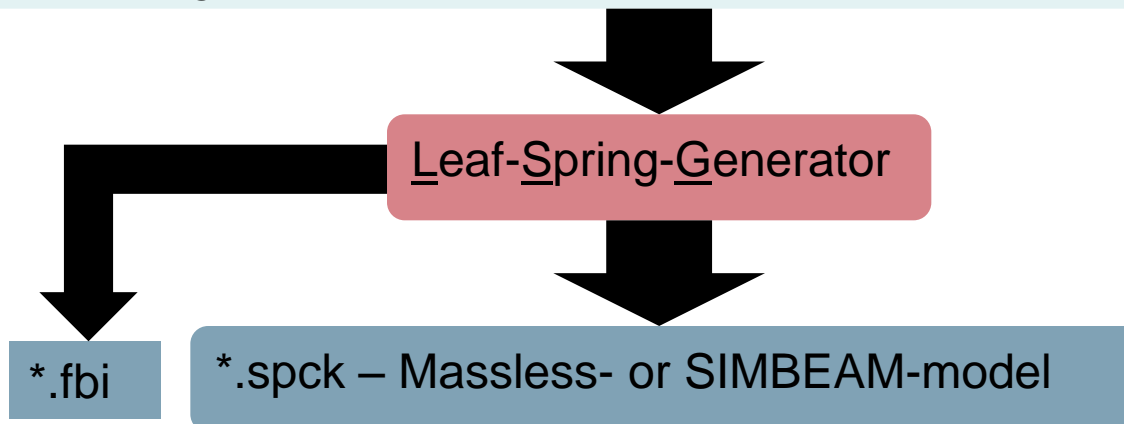 Leaf-Spring-Generator
*.fbi
*.spck – Massless- or SIMBEAM-model